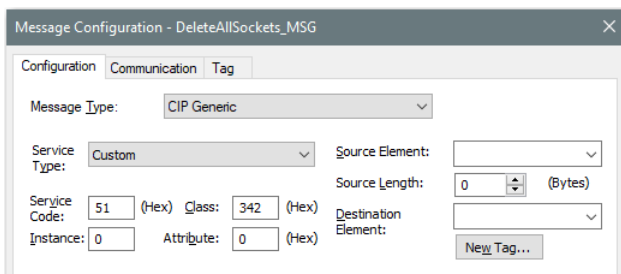 Message Configuration - DeleteAllSockets_MSG
Configuration Communication Tag
Message Type: CIP Generic
Service Type: Custom
Source Element:
Source Length: 0 (Bytes)
Service Code: 51 (Hex) Class: 342 (Hex)
Destination Element:
Instance: 0 Attribute: 0 (Hex)
New Tag...